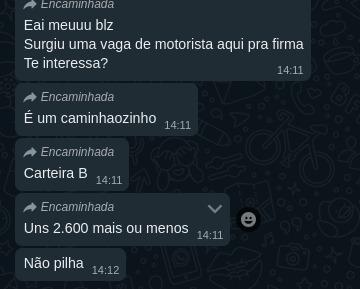 Encaminhada
Eai meuuu blz
Surgiu uma vaga de motorista aqui pra firma
Te interessa?
14:11
Encaminhada
É um caminhaozinho 14:11
Encaminhada
Carteira B 14:11
Encaminhada
Uns 2.600 mais ou menos 14:11
Não pilha 14:12